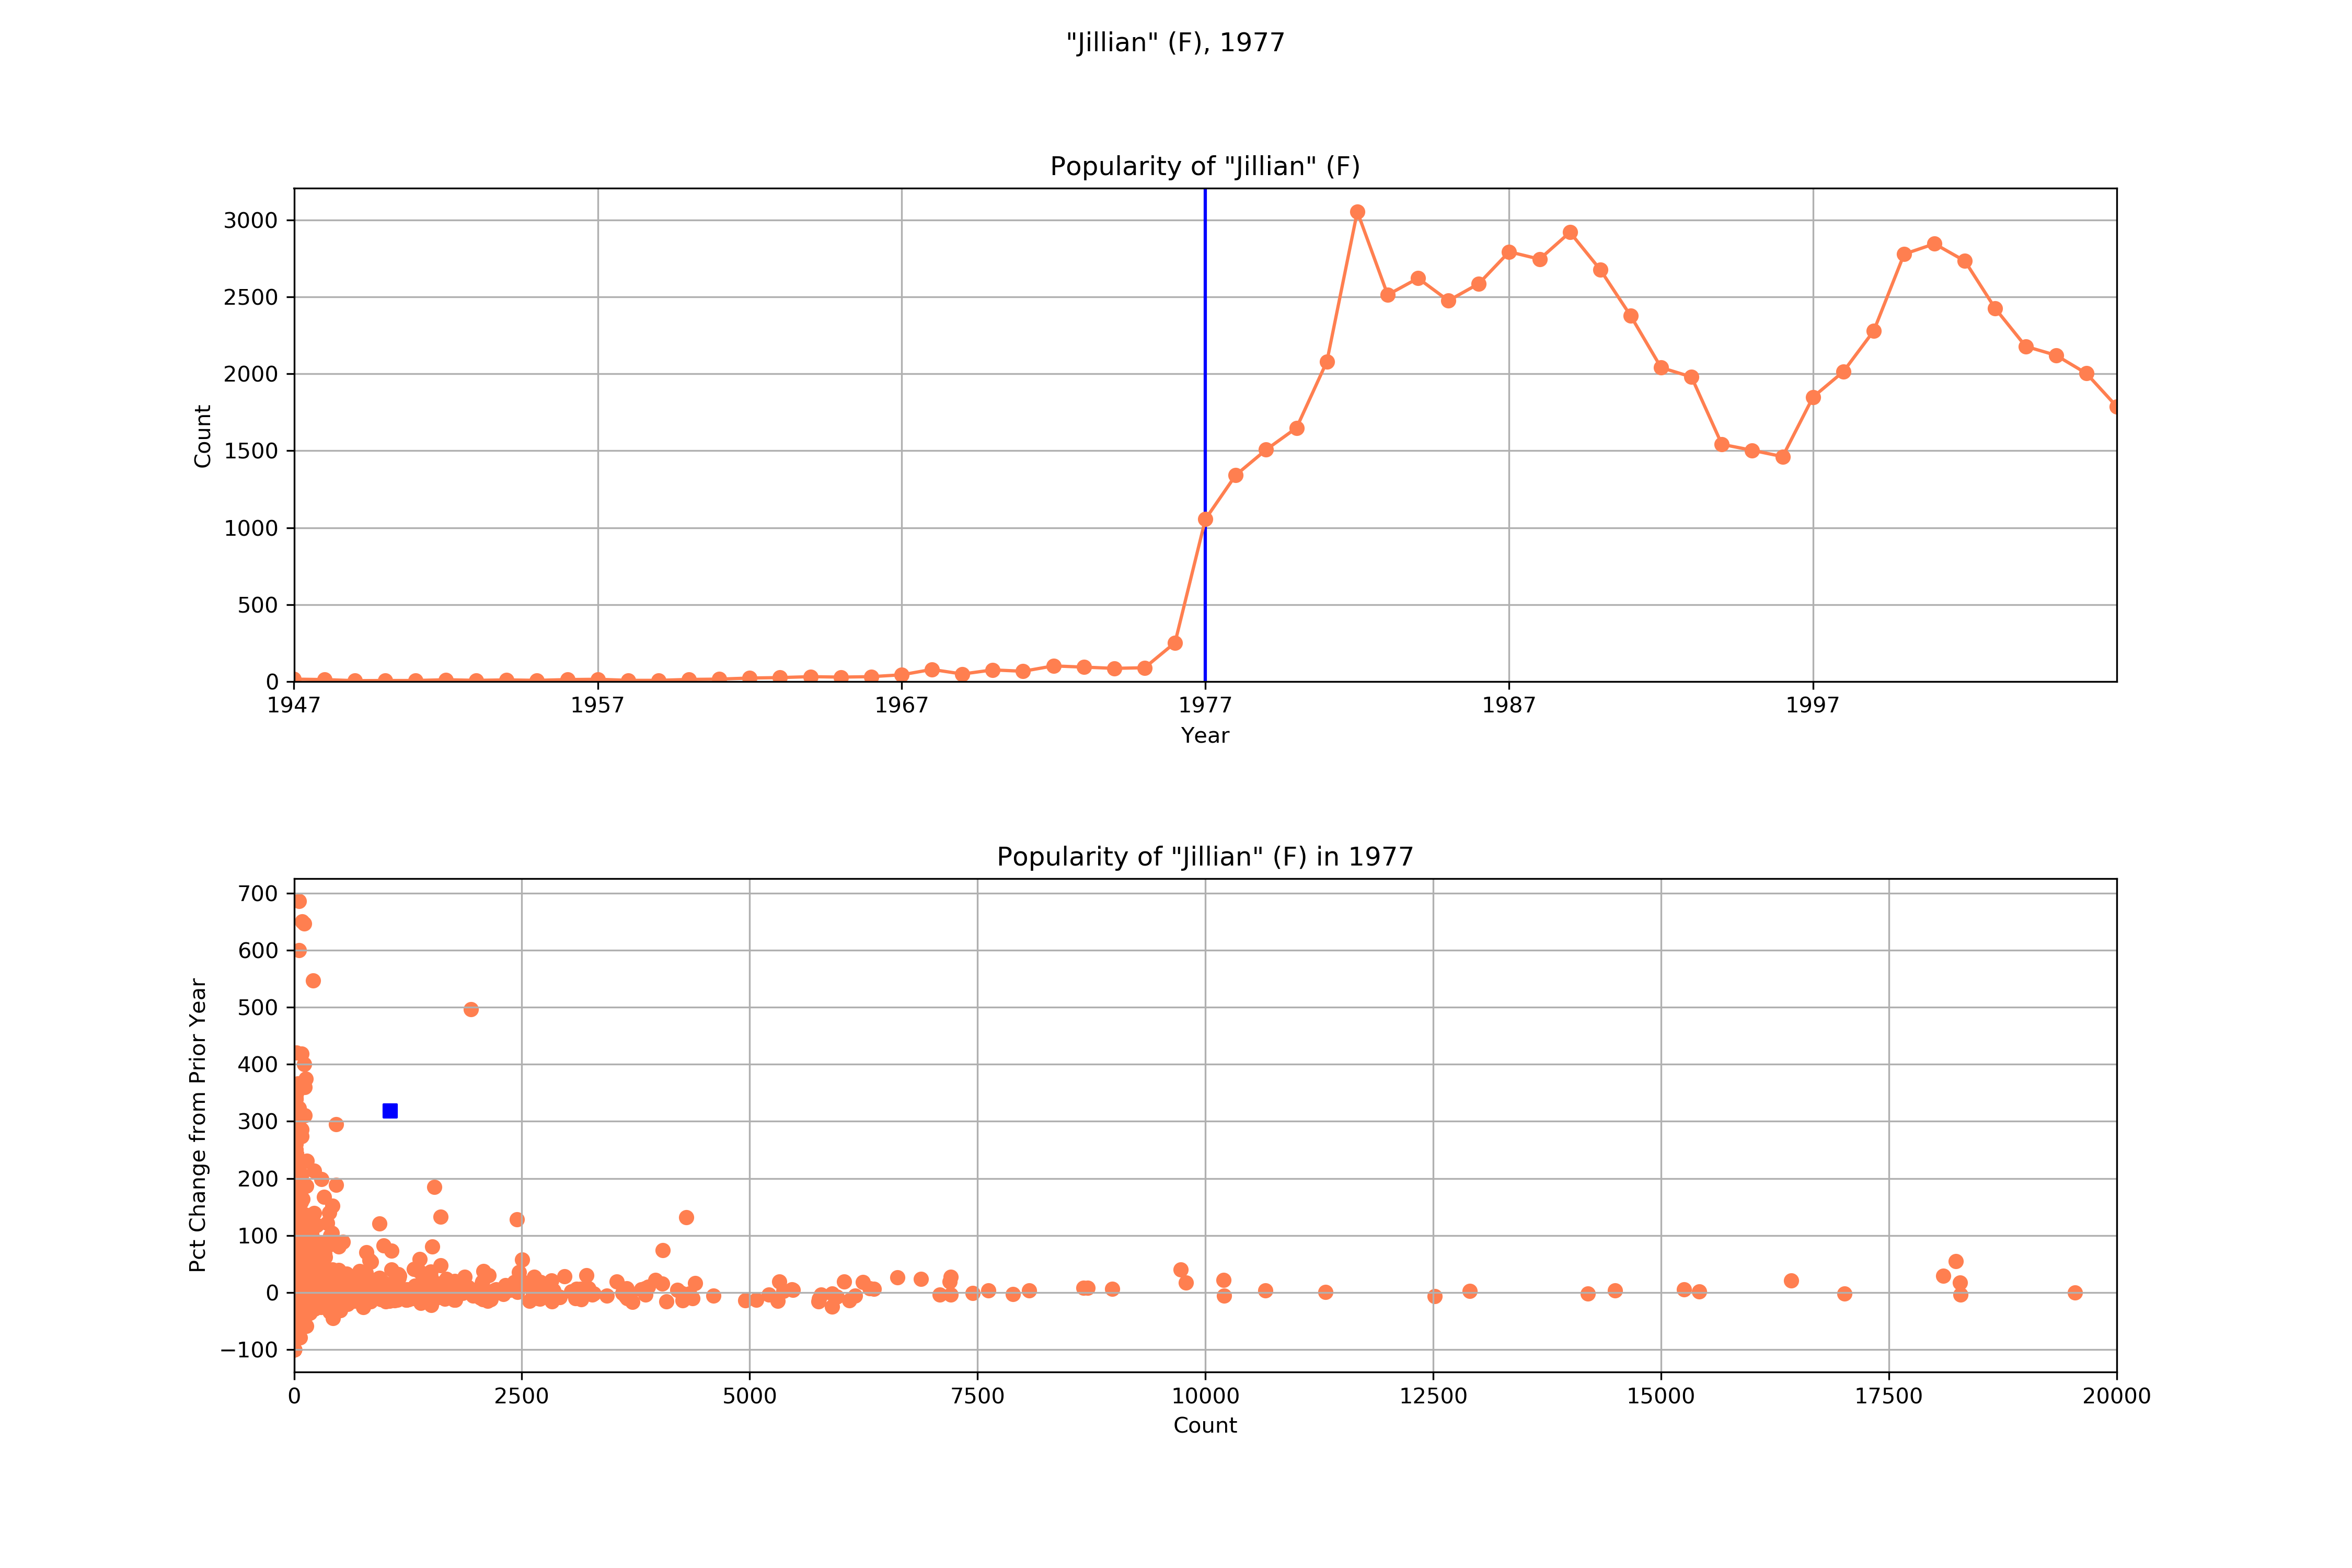 "Jillian" (F), 1977
Popularity of "Jillian" (F)
3000
2500
2000
1500
1000
500
0
Count
1947 1957 1967 1977 1987 1997
Year
Popularity of "Jillian" (F) in 1977
700
600
500
400
300
200
100
0
−100
Pct Change from Prior Year
0 2500 5000 7500 10000 12500 15000 17500 20000
Count